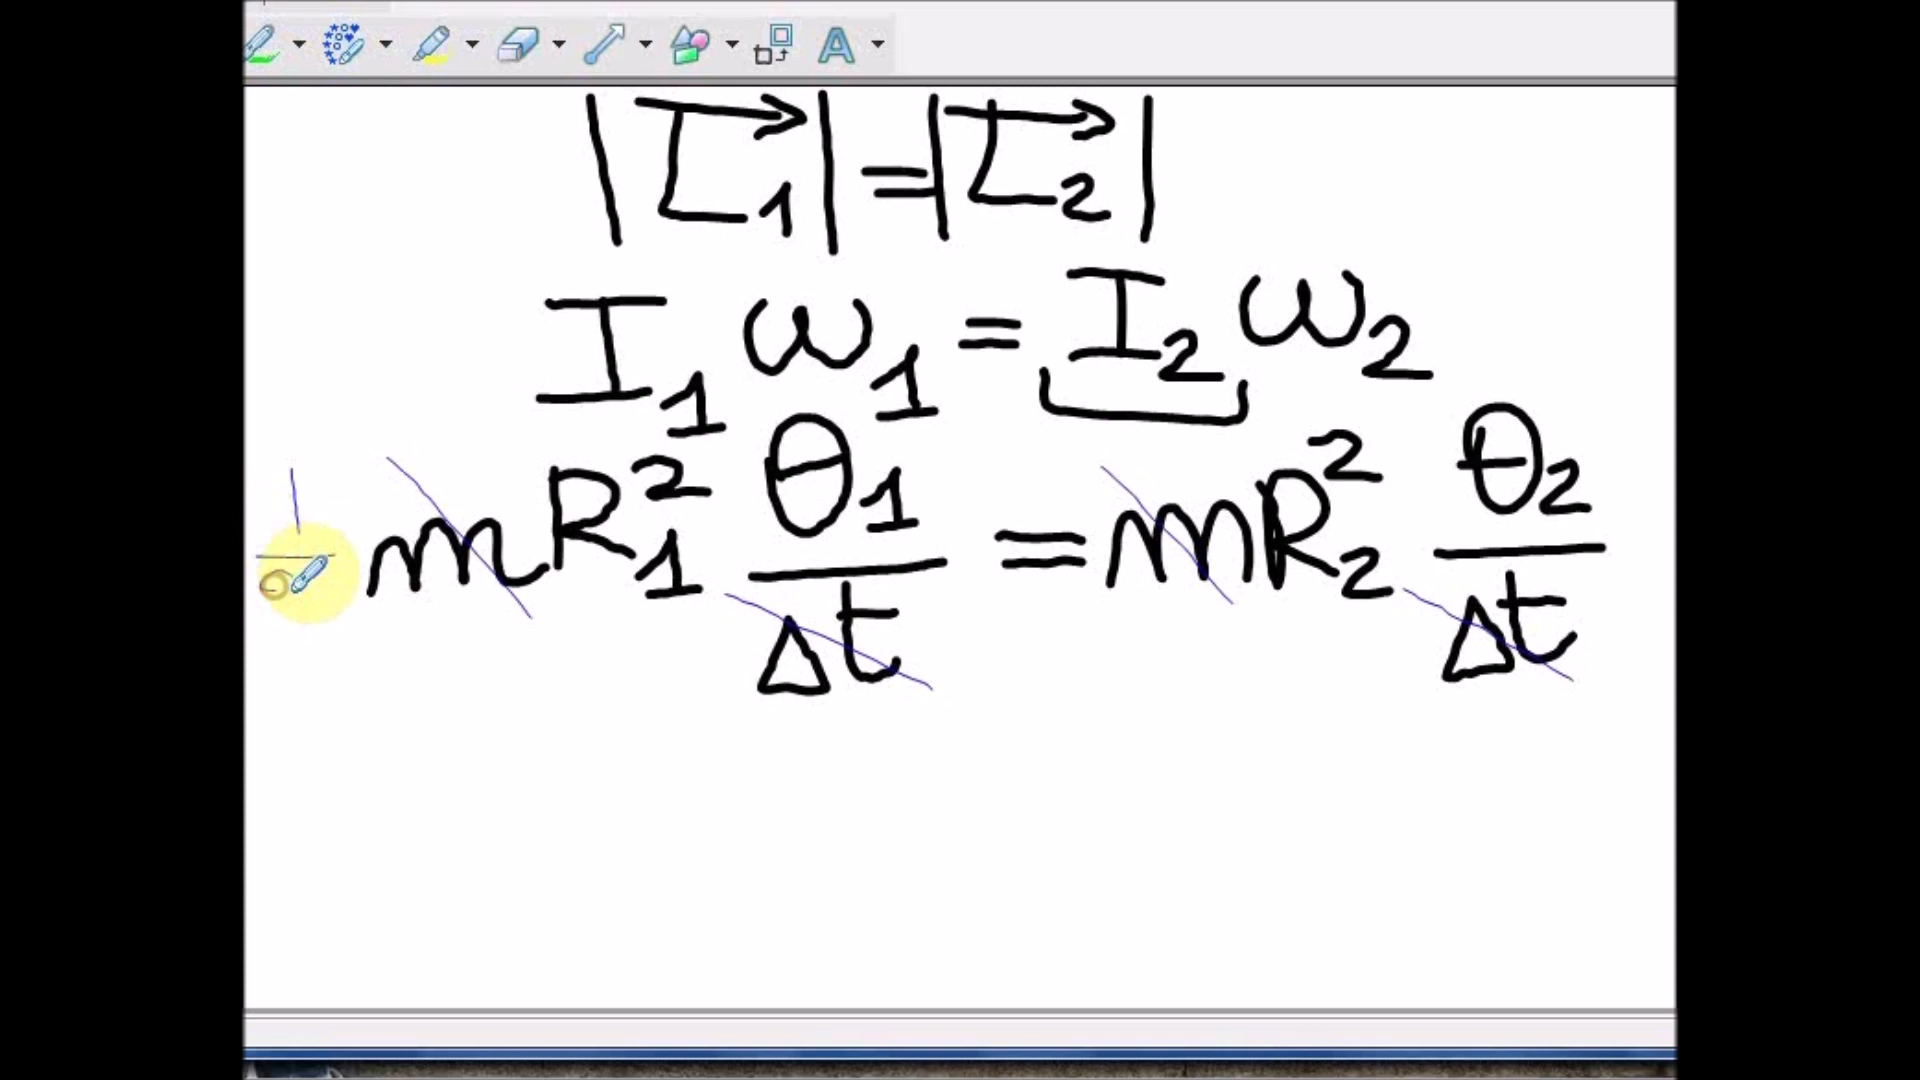 |L⃗₁| = |L⃗₂|
I₁ω₁ = I₂ω₂
mR₁² θ₁/Δt = mR₂² θ₂/Δt